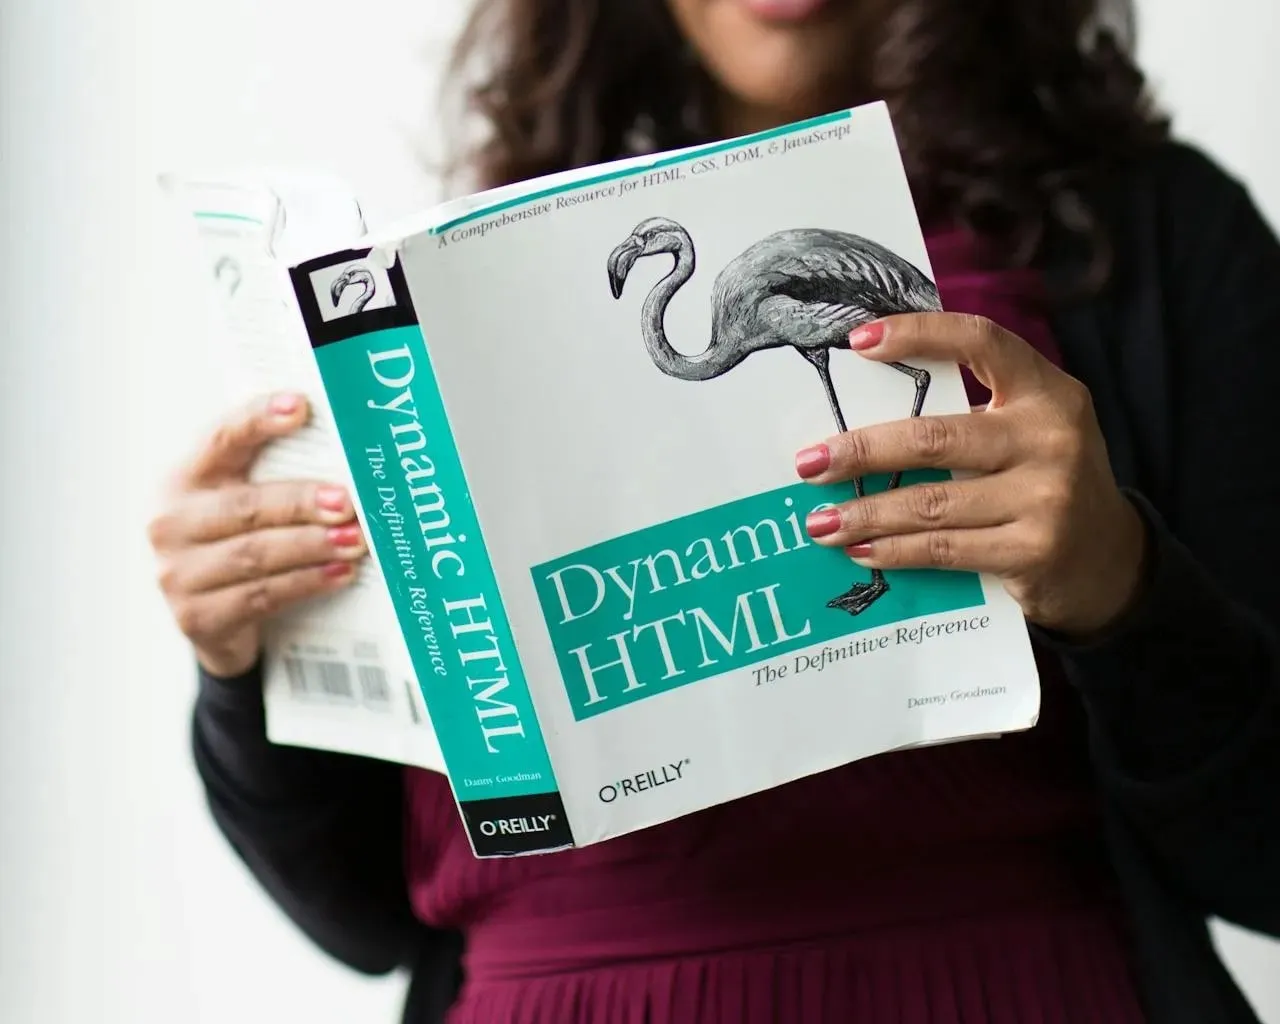 A Comprehensive Resource for HTML, CSS, DOM, & JavaScript
Dynamic HTML
The Definitive Reference
Danny Goodman
O'REILLY®
Dynamic
HTML
The Definitive Reference
Danny Goodman
O'REILLY®